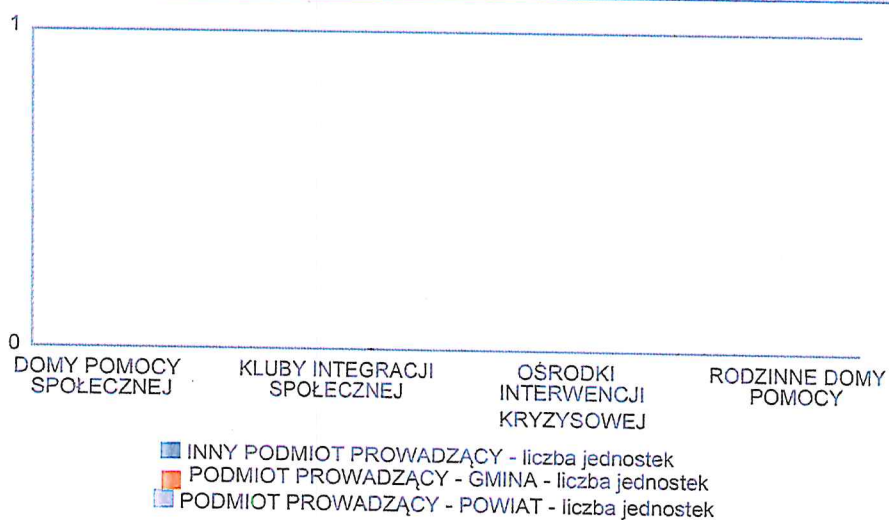 1
0
DOMY POMOCY
SPOŁECZNEJ
KLUBY INTEGRACJI
SPOŁECZNEJ
OŚRODKI
INTERWENCJI
KRYZYSOWEJ
RODZINNE DOMY
POMOCY
INNY PODMIOT PROWADZĄCY - liczba jednostek
PODMIOT PROWADZĄCY - GMINA - liczba jednostek
PODMIOT PROWADZĄCY - POWIAT - liczba jednostek